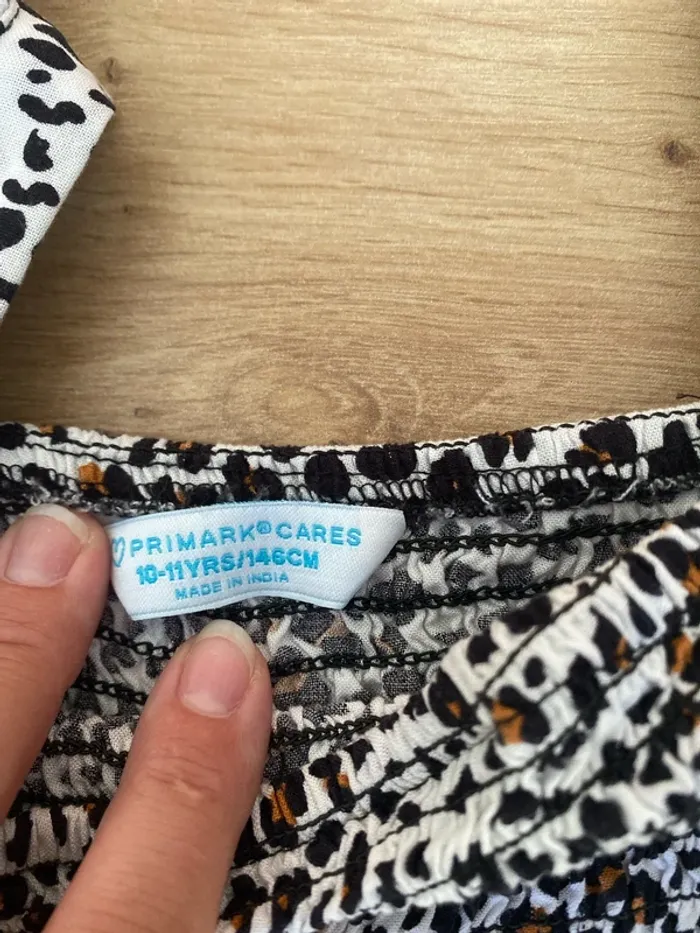 PRIMARK® CARES
10-11YRS/146CM
MADE IN INDIA